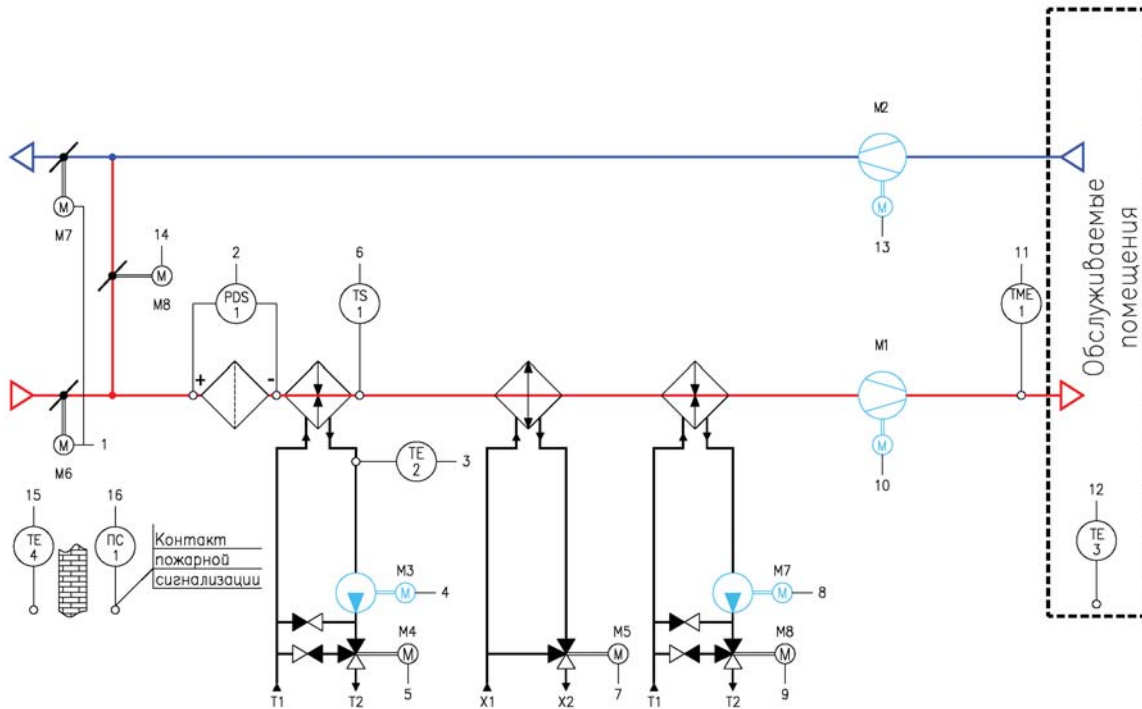 M2
M
13
Обслуживаемые
помещения
M
M7
14
M
M8
2
PDS
1
6
TS
1
11
TME
1
M1
+
-
M
1
M6
M
10
TE
2
3
15
TE
4
16
ПС
1
Контакт
пожарной
сигнализации
12
TE
3
M3
M
4
M7
M
8
M4
M
5
M5
M
7
M8
M
9
T1
T2
X1
X2
T1
T2